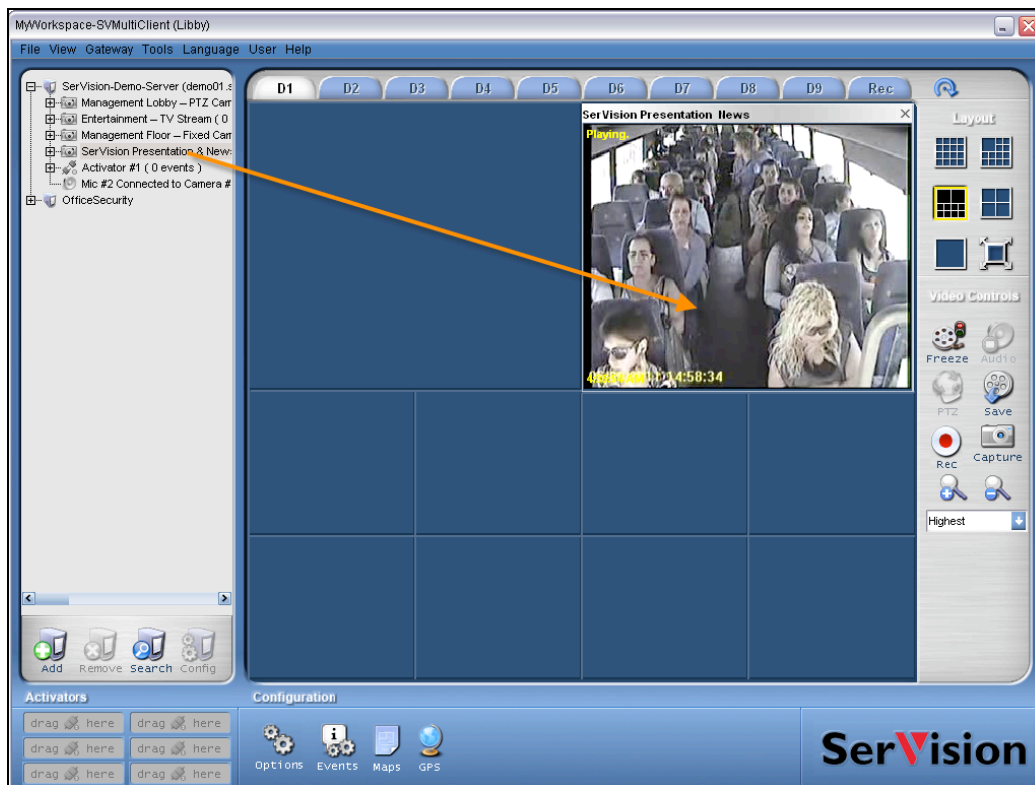 MyWorkspace-SVMultiClient (Libby)
File View Gateway Tools Language User Help
SerVision-Demo-Server (demo01.s
Management Lobby – PTZ Cam
Entertainment – TV Stream ( 0
Management Floor – Fixed Cam
SerVision Presentation & News
Activator #1 ( 0 events )
Mic #2 Connected to Camera #
OfficeSecurity
Add Remove Search Config
D1 D2 D3 D4 D5 D6 D7 D8 D9 Rec
SerVision Presentation News
Playing.
14:58:34
Layout
Video Controls
Freeze Audio
PTZ Save
Rec Capture
Highest
Activators
drag here drag here
drag here drag here
drag here drag here
Configuration
Options Events Maps GPS
SerVision